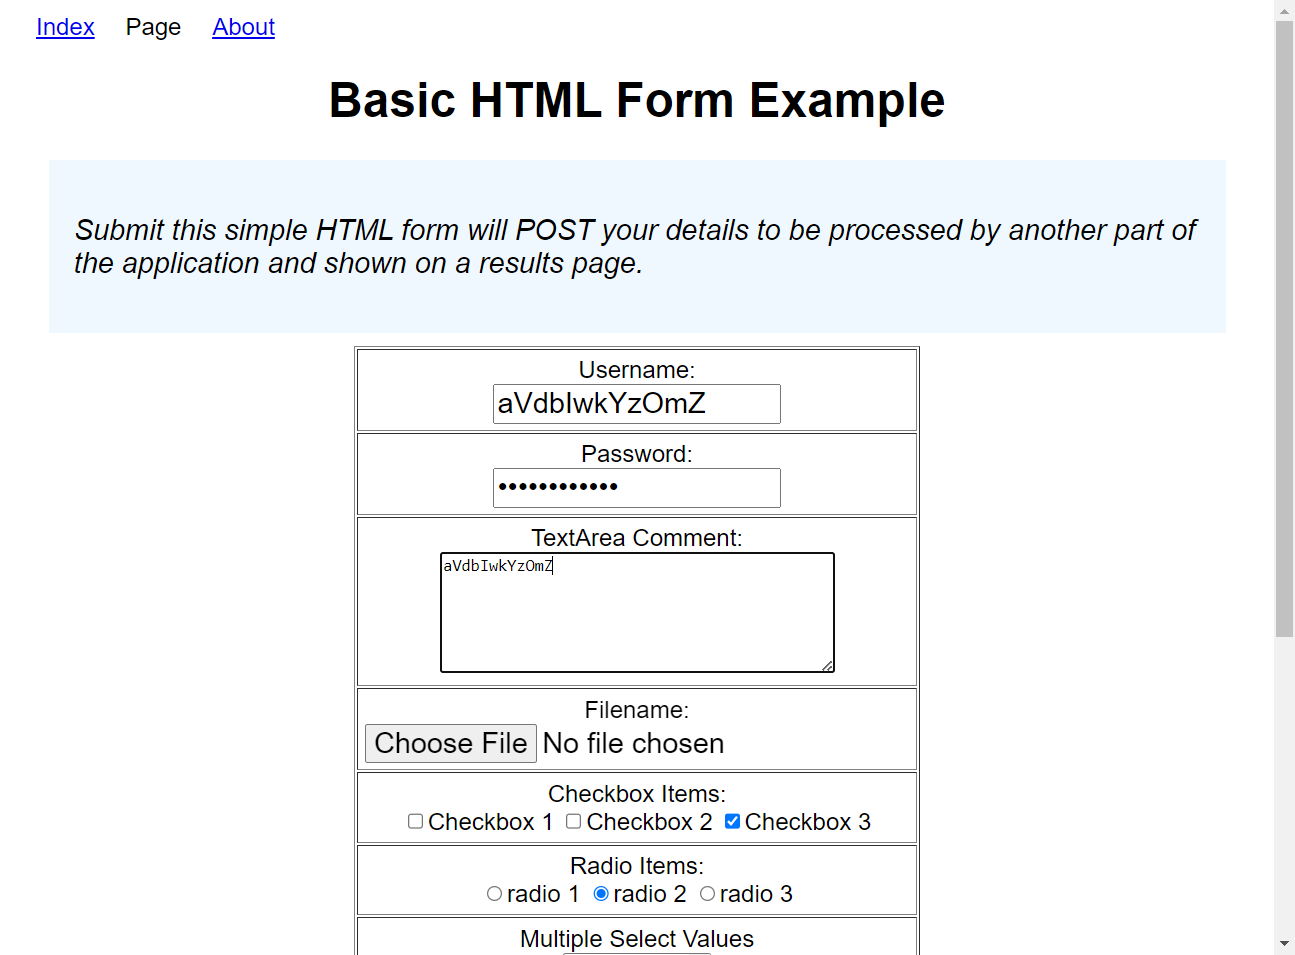 Index Page About
Basic HTML Form Example
Submit this simple HTML form will POST your details to be processed by another part of
the application and shown on a results page.
Username:
aVdbIwkYzOmZ
Password:
••••••••••••
TextArea Comment:
aVdbIwkYzOmZ
Filename:
Choose File No file chosen
Checkbox Items:
Checkbox 1 Checkbox 2 Checkbox 3
Radio Items:
radio 1 radio 2 radio 3
Multiple Select Values